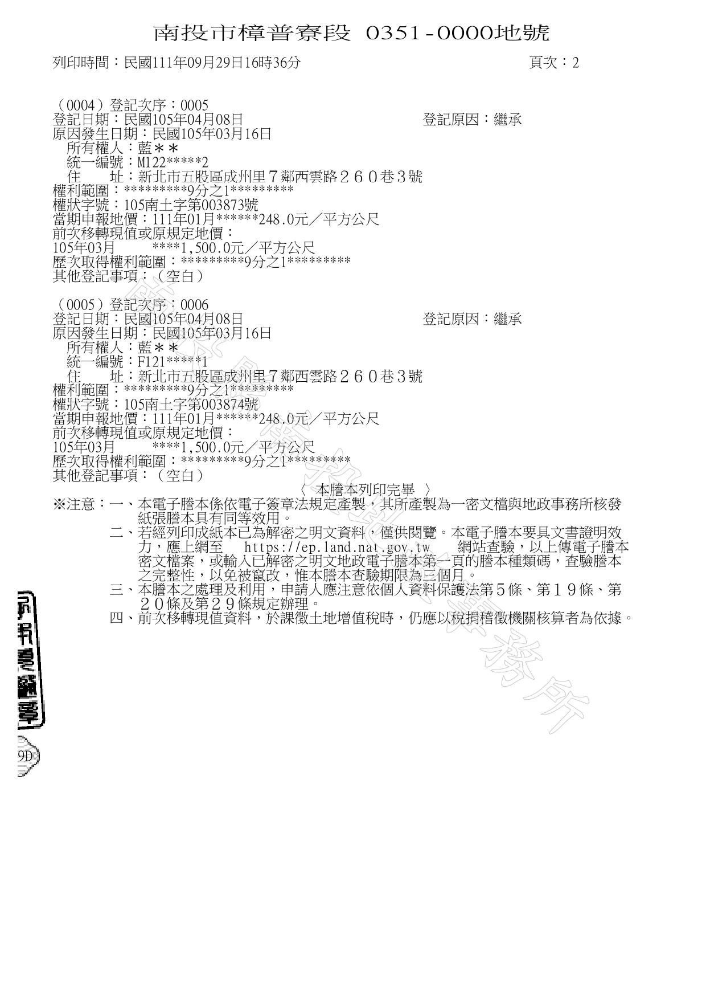 南投市樟普寮段 0351-0000地號
列印時間：民國111年09月29日16時36分 頁次：2
（0004）登記次序：0005
登記日期：民國105年04月08日 登記原因：繼承
原因發生日期：民國105年03月16日
所有權人：藍＊＊
統一編號：M122*****2
住　　址：新北市五股區成州里７鄰西雲路２６０巷３號
權利範圍：*********9分之1*********
權狀字號：105南土字第003873號
當期申報地價：111年01月******248.0元／平方公尺
前次移轉現值或原規定地價：
105年03月 ****1,500.0元／平方公尺
歷次取得權利範圍：*********9分之1*********
其他登記事項：（空白）
（0005）登記次序：0006
登記日期：民國105年04月08日 登記原因：繼承
原因發生日期：民國105年03月16日
所有權人：藍＊＊
統一編號：F121*****1
住　　址：新北市五股區成州里７鄰西雲路２６０巷３號
權利範圍：*********9分之1*********
權狀字號：105南土字第003874號
當期申報地價：111年01月******248.0元／平方公尺
前次移轉現值或原規定地價：
105年03月 ****1,500.0元／平方公尺
歷次取得權利範圍：*********9分之1*********
其他登記事項：（空白）
〈 本謄本列印完畢 〉
※注意：一、本電子謄本係依電子簽章法規定產製，其所產製為一密文檔與地政事務所核發
紙張謄本具有同等效用。
二、若經列印成紙本已為解密之明文資料，僅供閱覽。本電子謄本要具文書證明效
力，應上網至 https://ep.land.nat.gov.tw 網站查驗，以上傳電子謄本
密文檔案，或輸入已解密之明文地政電子謄本第一頁的謄本種類碼，查驗謄本
之完整性，以免被竄改，惟本謄本查驗期限為三個月。
三、本謄本之處理及利用，申請人應注意依個人資料保護法第５條、第１９條、第
２０條及第２９條規定辦理。
四、前次移轉現值資料，於課徵土地增值稅時，仍應以稅捐稽徵機關核算者為依據。
南投縣南投地政事務所
9D